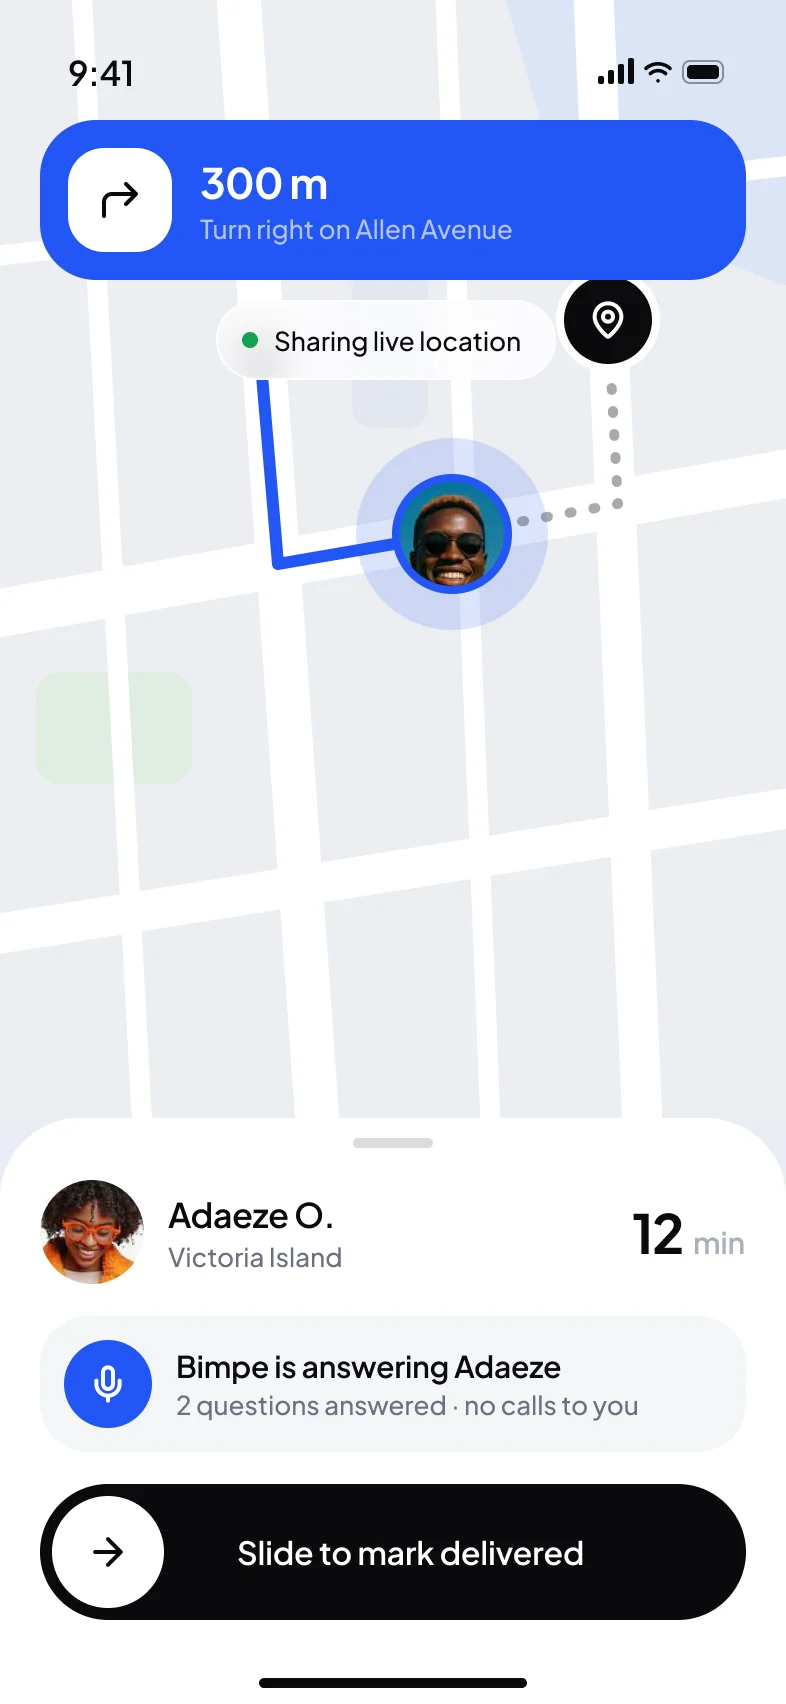 9:41
300 m
Turn right on Allen Avenue
Sharing live location
Adaeze O.
Victoria Island
12 min
Bimpe is answering Adaeze
2 questions answered · no calls to you
Slide to mark delivered